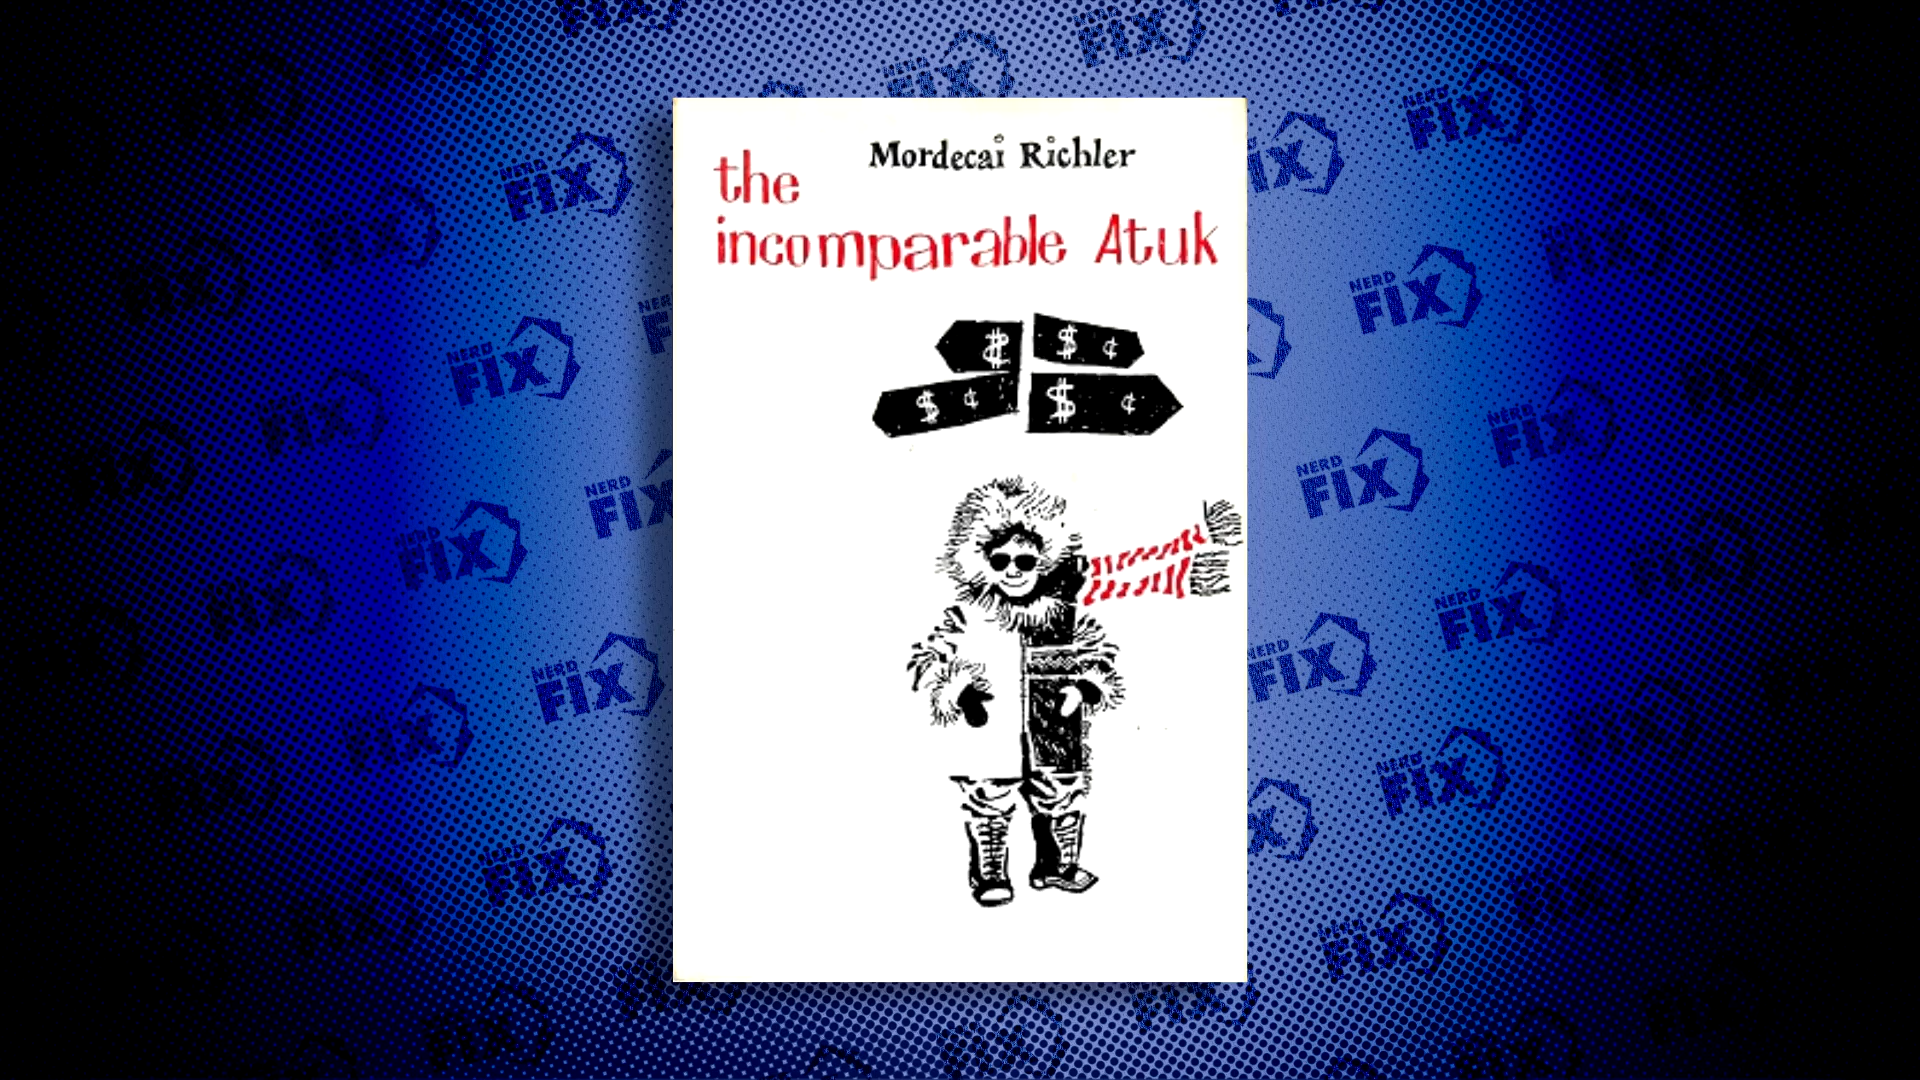 Mordecai Richler
the
incomparable Atuk
$
$ ¢
$ ¢
$ ¢
NERD
FIX